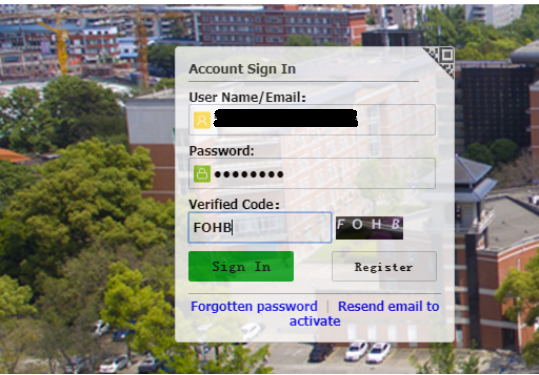 Account Sign In
User Name/Email:
Password:
Verified Code:
FOHB
FOHB
Sign In
Register
Forgotten password | Resend email to
activate